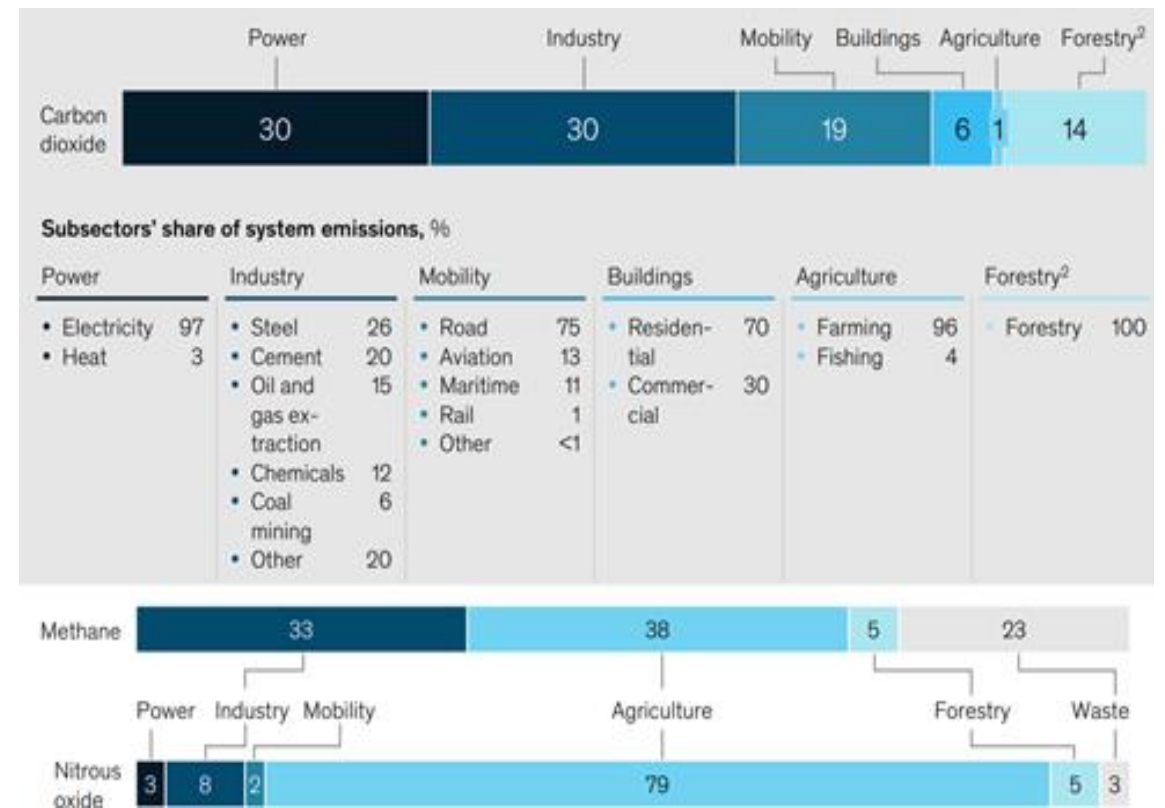 Power Industry Mobility Buildings Agriculture Forestry²
Carbon
dioxide
30 30 19 6 1 14
Subsectors' share of system emissions, %
Power Industry Mobility Buildings Agriculture Forestry²
• Electricity 97
• Heat 3
• Steel 26
• Cement 20
• Oil and 15
gas ex-
traction
• Chemicals 12
• Coal 6
mining
• Other 20
• Road 75
• Aviation 13
• Maritime 11
• Rail 1
• Other <1
• Residen- 70
tial
• Commer- 30
cial
• Farming 96
• Fishing 4
• Forestry 100
Methane 33 38 5 23
Power Industry Mobility Agriculture Forestry Waste
Nitrous
oxide
3 8 2 79 5 3